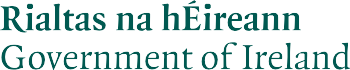 Rialtas na hÉireann
Government of Ireland